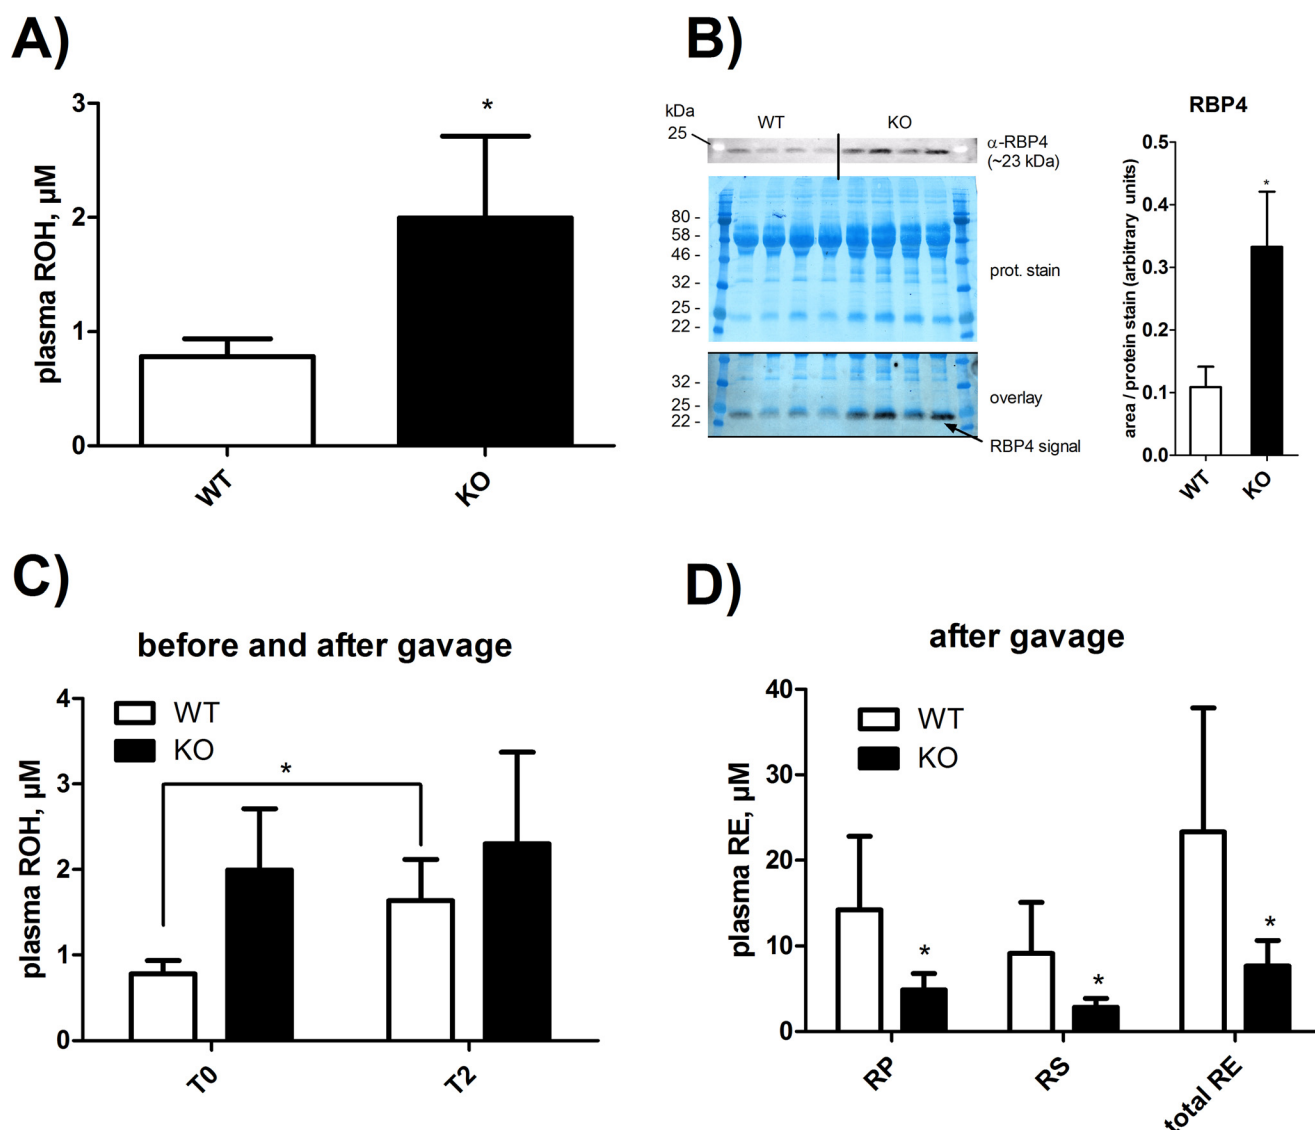 A)
plasma ROH, µM
3
2
1
0
*
WT
KO
B)
kDa
25
WT
KO
α-RBP4
(~23 kDa)
80 -
58 -
46 -
32 -
25 -
22 -
prot. stain
32 -
25 -
22 -
overlay
RBP4 signal
RBP4
area / protein stain (arbitrary units)
0.5
0.4
0.3
0.2
0.1
0.0
*
WT
KO
C)
before and after gavage
plasma ROH, µM
4
3
2
1
0
WT
KO
*
T0
T2
D)
after gavage
plasma RE, µM
40
30
20
10
0
WT
KO
*
*
*
RP
RS
total RE